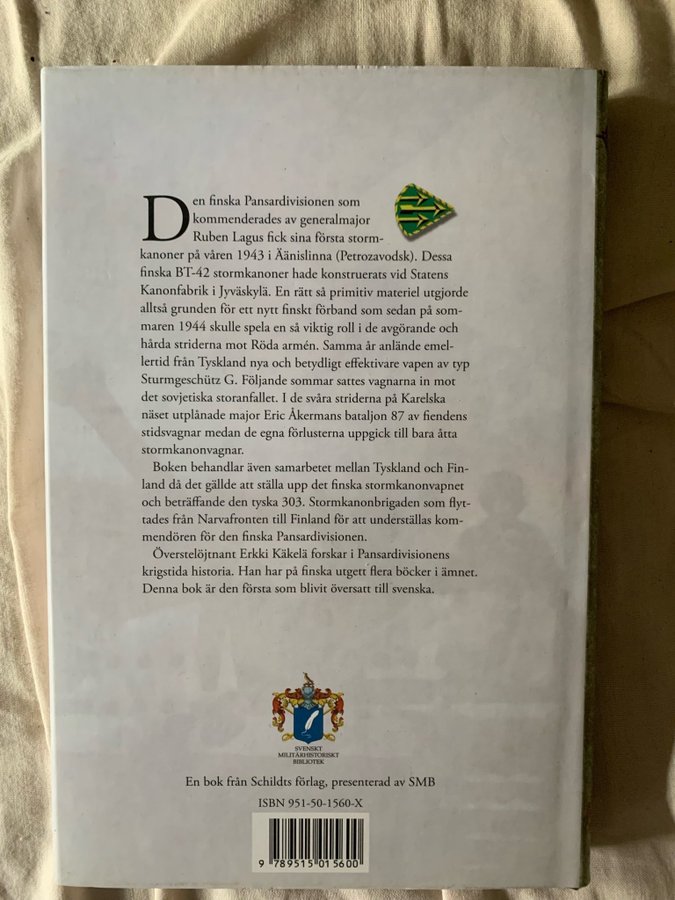 Den finska Pansardivisionen som
kommenderades av generalmajor
Ruben Lagus fick sina första storm-
kanoner på våren 1943 i Äänislinna (Petrozavodsk). Dessa
finska BT-42 stormkanoner hade konstruerats vid Statens
Kanonfabrik i Jyväskylä. En rätt så primitiv materiel utgjorde
alltså grunden för ett nytt finskt förband som sedan på som-
maren 1944 skulle spela en så viktig roll i de avgörande och
hårda striderna mot Röda armén. Samma år anlände emel-
lertid från Tyskland nya och betydligt effektivare vapen av typ
Sturmgeschütz G. Följande sommar sattes vagnarna in mot
det sovjetiska storanfallet. I de svåra striderna på Karelska
näset utplånade major Eric Åkermans bataljon 87 av fiendens
stidsvagnar medan de egna förlusterna uppgick till bara åtta
stormkanonvagnar.
Boken behandlar även samarbetet mellan Tyskland och Fin-
land då det gällde att ställa upp det finska stormkanonvapnet
och beträffande den tyska 303. Stormkanonbrigaden som flyt-
tades från Narvafronten till Finland för att underställas kom-
mendören för den finska Pansardivisionen.
Överstelöjtnant Erkki Käkelä forskar i Pansardivisionens
krigstida historia. Han har på finska utgett flera böcker i ämnet.
Denna bok är den första som blivit översatt till svenska.
SVENSKT
MILITÄRHISTORISKT
BIBLIOTEK
En bok från Schildts förlag, presenterad av SMB
ISBN 951-50-1560-X
9 789515 015600